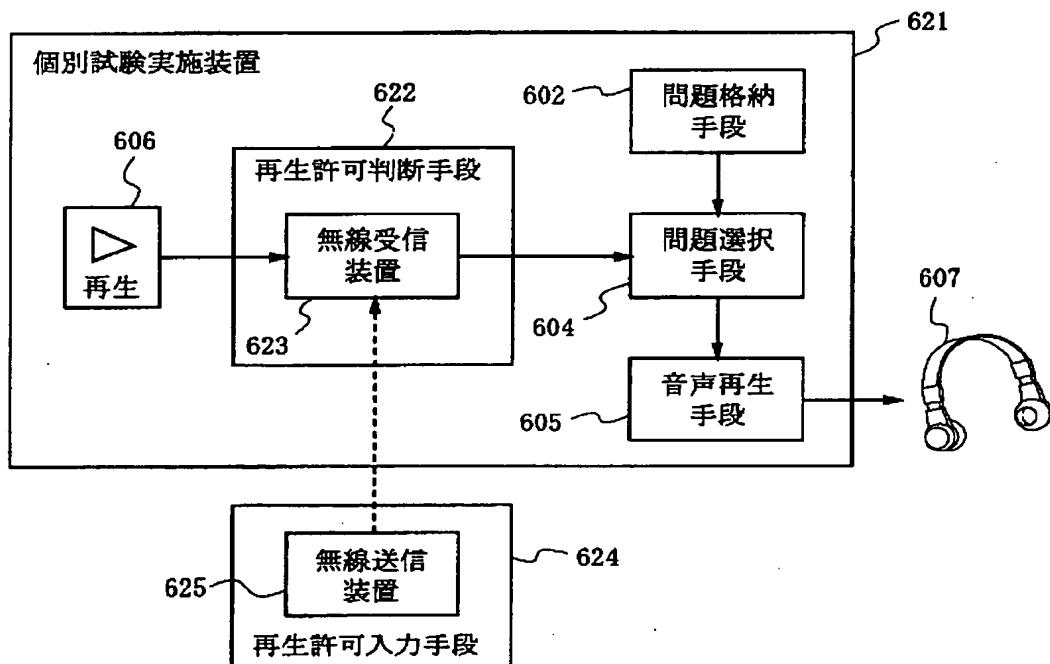 621
個別試験実施装置
622
602
問題格納
手段
606
再生許可判断手段
無線受信
装置
問題選択
手段
再生
623
604
607
音声再生
手段
605
無線送信
装置
624
625
再生許可入力手段